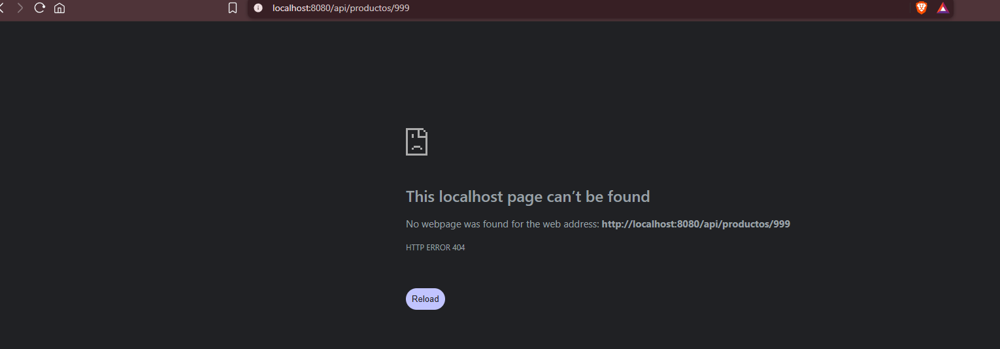 localhost:8080/api/productos/999
This localhost page can’t be found
No webpage was found for the web address: http://localhost:8080/api/productos/999
HTTP ERROR 404
Reload